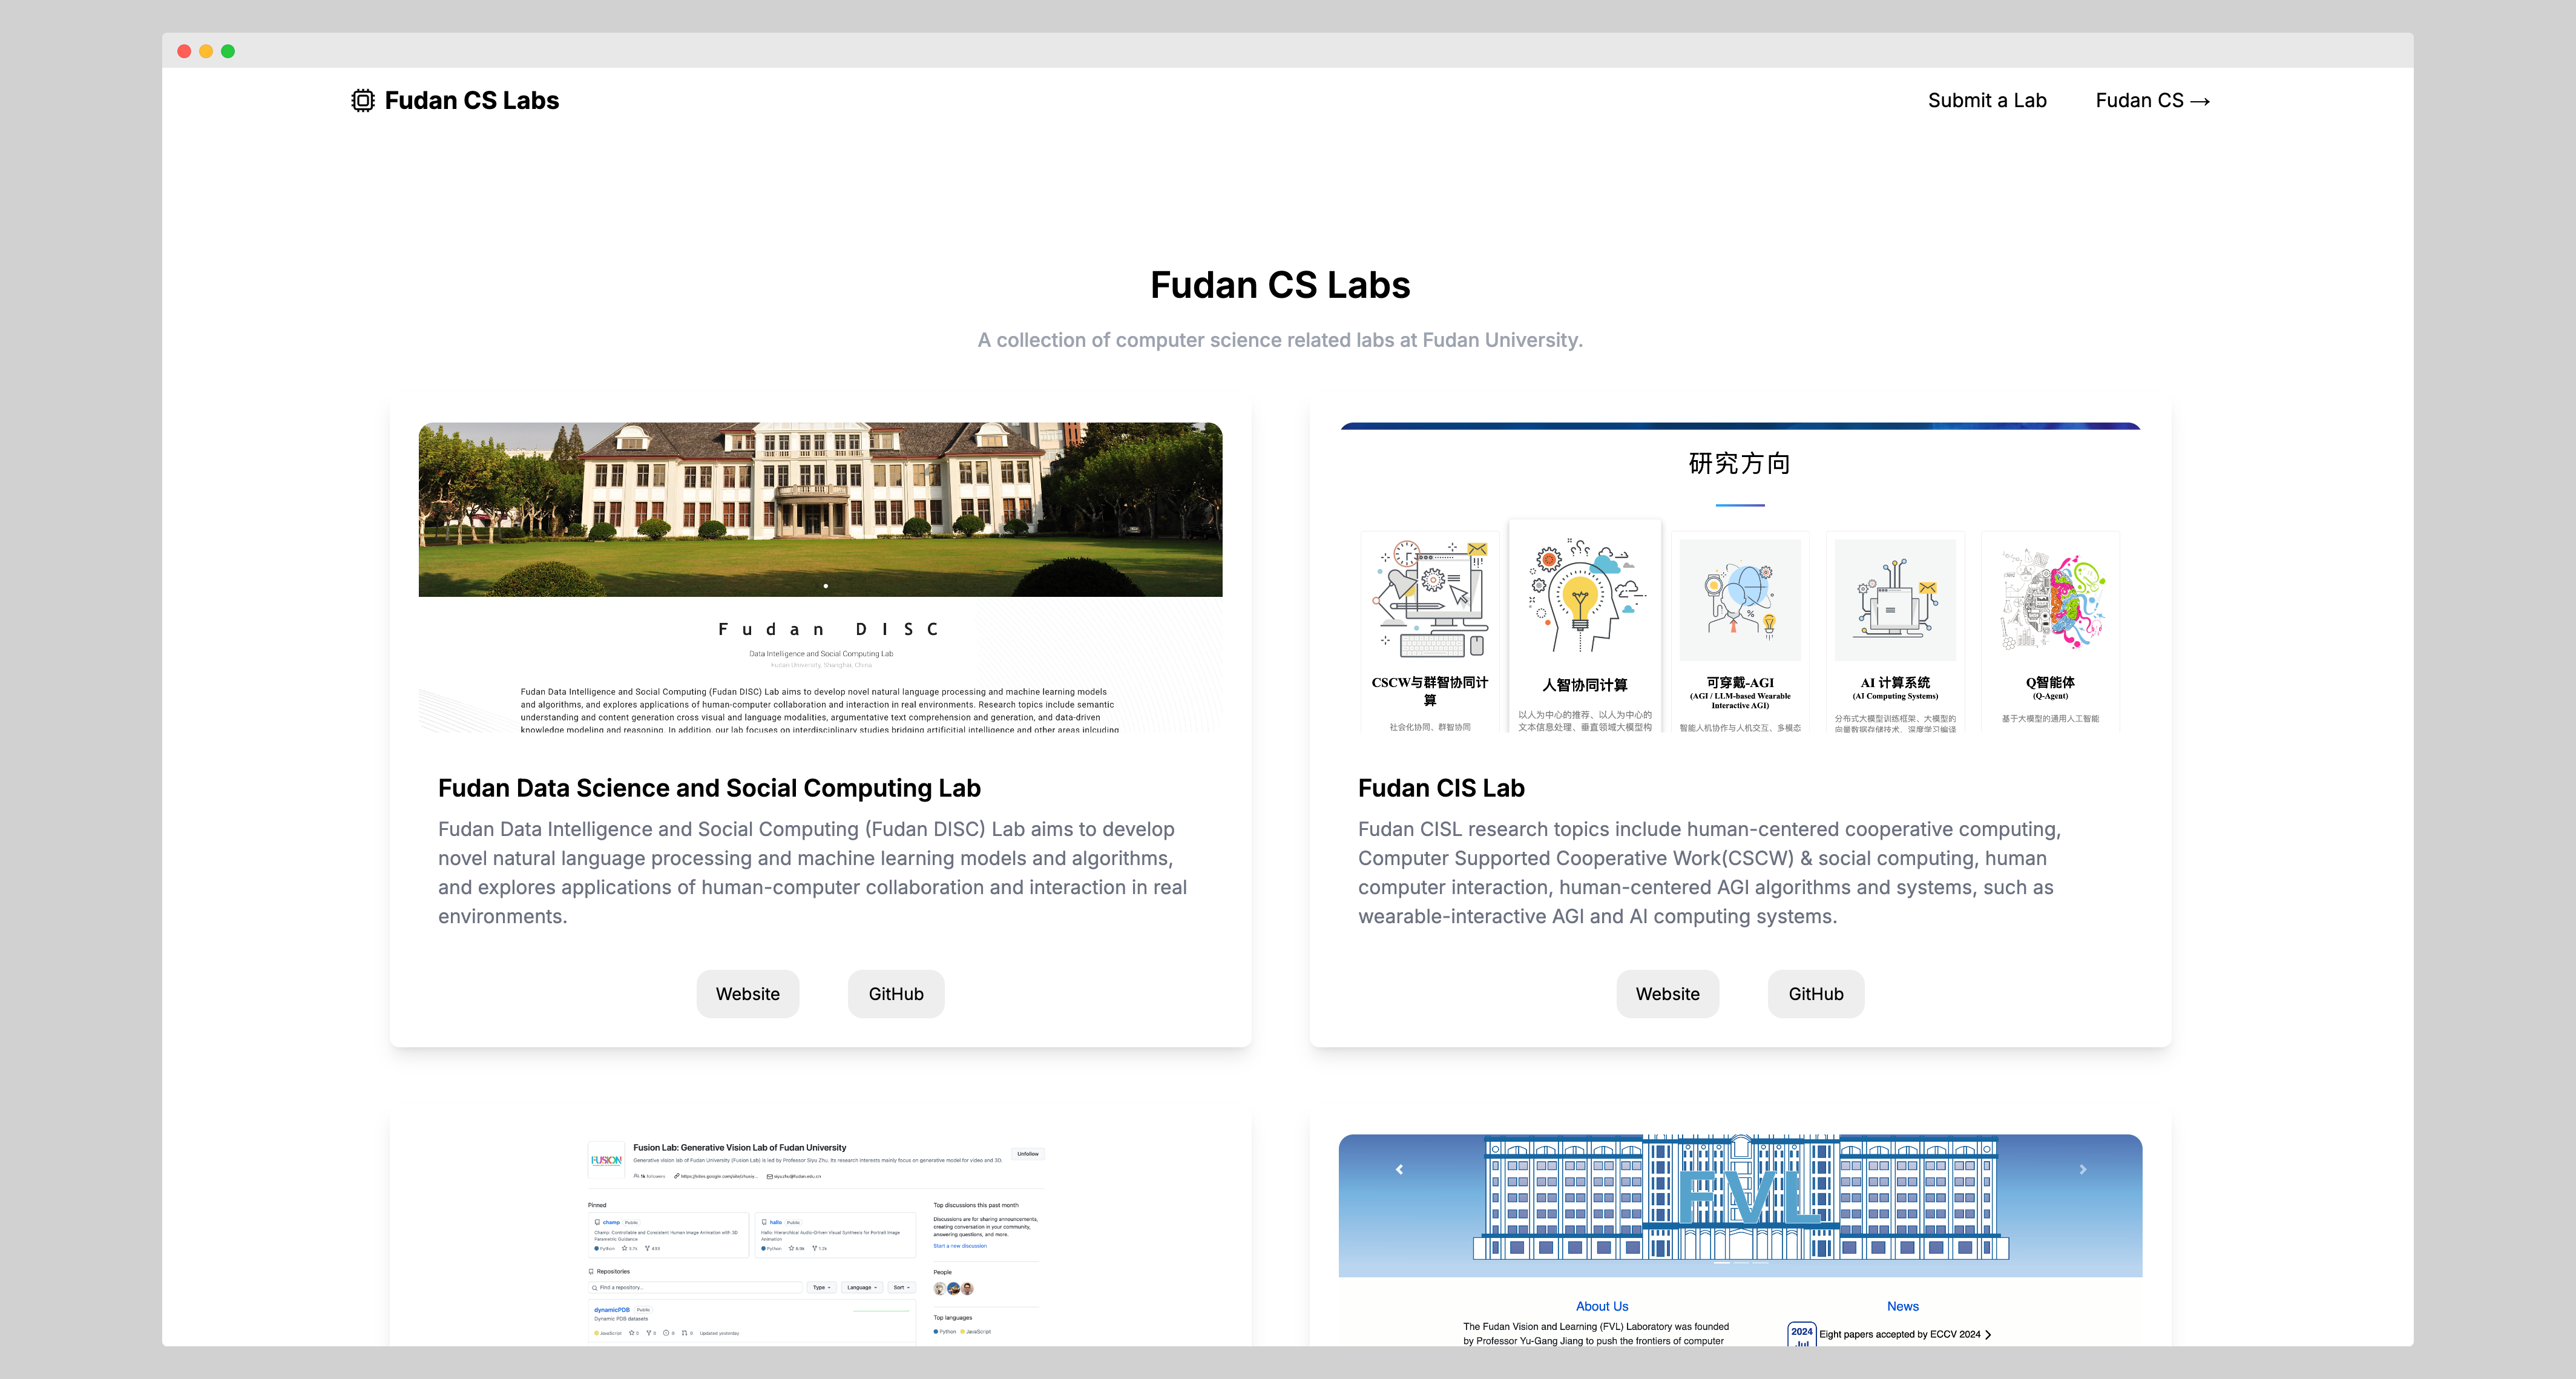 Fudan CS Labs
Submit a Lab
Fudan CS →
Fudan CS Labs
A collection of computer science related labs at Fudan University.
Fudan DISC
Data Intelligence and Social Computing Lab
Fudan University, Shanghai, China
Fudan Data Intelligence and Social Computing (Fudan DISC) Lab aims to develop novel natural language processing and machine learning models
and algorithms, and explores applications of human-computer collaboration and interaction in real environments. Research topics include semantic
understanding and content generation cross visual and language modalities, argumentative text comprehension and generation, and data-driven
knowledge modeling and reasoning. In addition, our lab focuses on interdisciplinary studies bridging artificitial intelligence and other areas inlcuding
Fudan Data Science and Social Computing Lab
Fudan Data Intelligence and Social Computing (Fudan DISC) Lab aims to develop
novel natural language processing and machine learning models and algorithms,
and explores applications of human-computer collaboration and interaction in real
environments.
Website
GitHub
研究方向
CSCW与群智协同计
算
社会化协同、群智协同
人智协同计算
以人为中心的推荐、以人为中心的
文本信息处理、垂直领域大模型构
可穿戴-AGI
(AGI / LLM-based Wearable
Interactive AGI)
智能人机协作与人机交互、多模态
AI 计算系统
(AI Computing Systems)
分布式大模型训练框架、大模型的
向量数据存储技术、深度学习编译
Q智能体
(Q-Agent)
基于大模型的通用人工智能
Fudan CIS Lab
Fudan CISL research topics include human-centered cooperative computing,
Computer Supported Cooperative Work(CSCW) & social computing, human
computer interaction, human-centered AGI algorithms and systems, such as
wearable-interactive AGI and AI computing systems.
Website
GitHub
FUSION
Fusion Lab: Generative Vision Lab of Fudan University
Generative vision lab of Fudan University (Fusion Lab) is led by Professor Siyu Zhu. Its research interests mainly focus on generative model for video and 3D.
Unfollow
1k followers
siyuzhu@fudan.edu.cn
Pinned
champ Public
Champ: Controllable and Consistent Human Image Animation with 3D
Parametric Guidance
Python
hallo Public
Hallo: Hierarchical Audio-Driven Visual Synthesis for Portrait Image
Animation
Python
Repositories
Find a repository...
Type
Language
Sort
dynamicPDB Public
Dynamic PDB datasets
JavaScript 0 0 0 0 Updated yesterday
Top discussions this past month
Discussions are for sharing announcements,
creating conversation in your community,
answering questions, and more.
Start a new discussion
People
Top languages
Python JavaScript
FVL
About Us
The Fudan Vision and Learning (FVL) Laboratory was founded
by Professor Yu-Gang Jiang to push the frontiers of computer
News
2024
Jul
Eight papers accepted by ECCV 2024